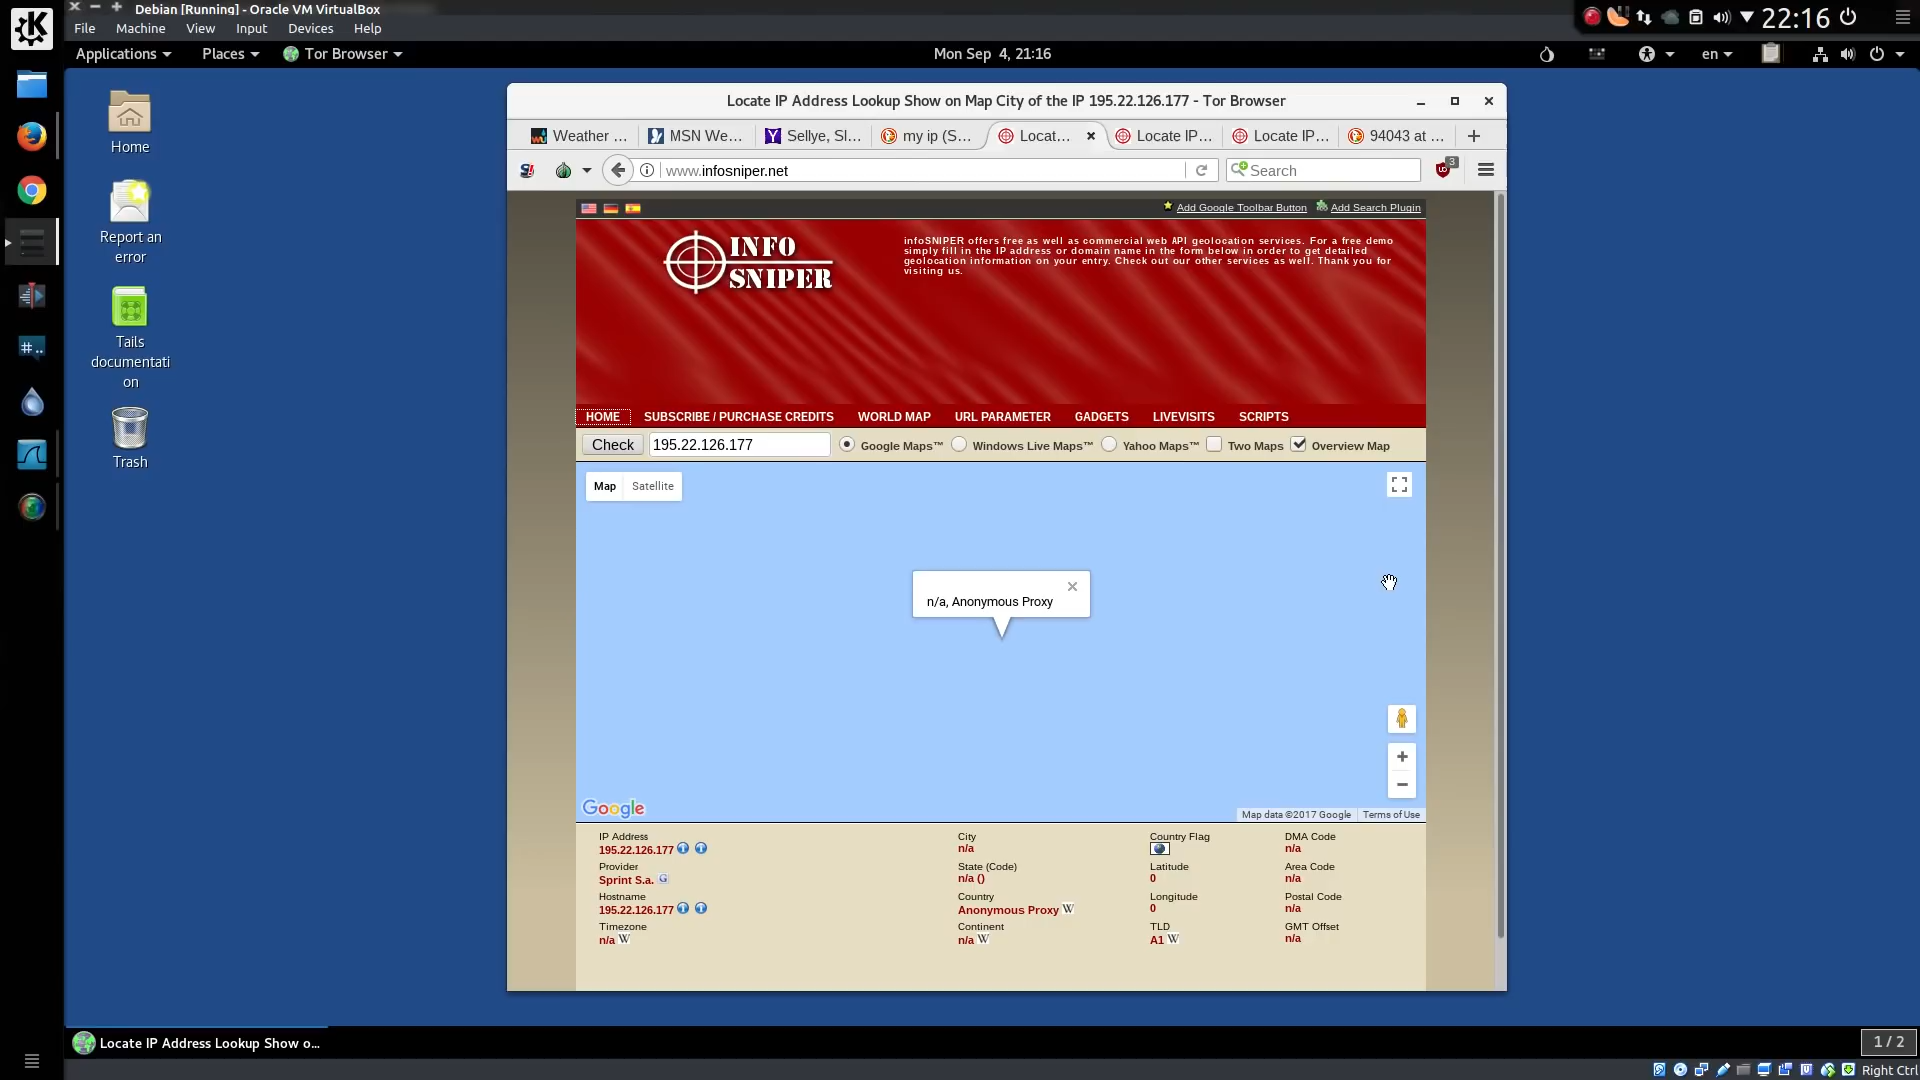 Debian [Running] - Oracle VM VirtualBox
22:16
File Machine View Input Devices Help
Applications Places Tor Browser Mon Sep 4, 21:16 en
Home
Report an
error
Tails
documentati
on
Trash
Locate IP Address Lookup Show on Map City of the IP 195.22.126.177 - Tor Browser
Weather ... MSN We... Sellye, Sl... my ip (S... Locat... Locate IP... Locate IP... 94043 at ...
www.infosniper.net Search 3
Add Google Toolbar Button Add Search Plugin
INFO
SNIPER
infoSNIPER offers free as well as commercial web API geolocation services. For a free demo
simply fill in the IP address or domain name in the form below in order to get detailed
geolocation information on your entry. Check out our other services as well. Thank you for
visiting us.
HOME SUBSCRIBE / PURCHASE CREDITS WORLD MAP URL PARAMETER GADGETS LIVEVISITS SCRIPTS
Check 195.22.126.177 Google Maps™ Windows Live Maps™ Yahoo Maps™ Two Maps Overview Map
Map Satellite
n/a, Anonymous Proxy
Google Map data ©2017 Google Terms of Use
IP Address City Country Flag DMA Code
195.22.126.177 n/a n/a
Provider State (Code) Latitude Area Code
Sprint S.a. G n/a () 0 n/a
Hostname Country Longitude Postal Code
195.22.126.177 Anonymous Proxy W 0 n/a
Timezone Continent TLD GMT Offset
n/a W n/a W A1 W n/a
Locate IP Address Lookup Show o... 1 / 2
Right Ctrl